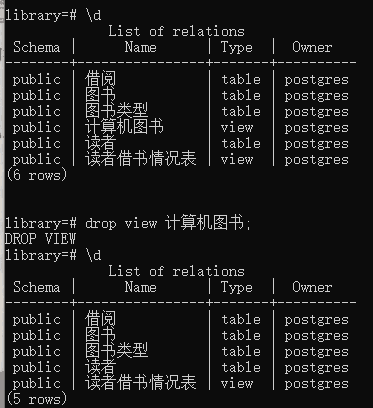 library=# \d
List of relations
Schema | Name | Type | Owner
--------+----------------+-------+----------
public | 借阅 | table | postgres
public | 图书 | table | postgres
public | 图书类型 | table | postgres
public | 计算机图书 | view | postgres
public | 读者 | table | postgres
public | 读者借书情况表 | view | postgres
(6 rows)
library=# drop view 计算机图书;
DROP VIEW
library=# \d
List of relations
Schema | Name | Type | Owner
--------+----------------+-------+----------
public | 借阅 | table | postgres
public | 图书 | table | postgres
public | 图书类型 | table | postgres
public | 读者 | table | postgres
public | 读者借书情况表 | view | postgres
(5 rows)